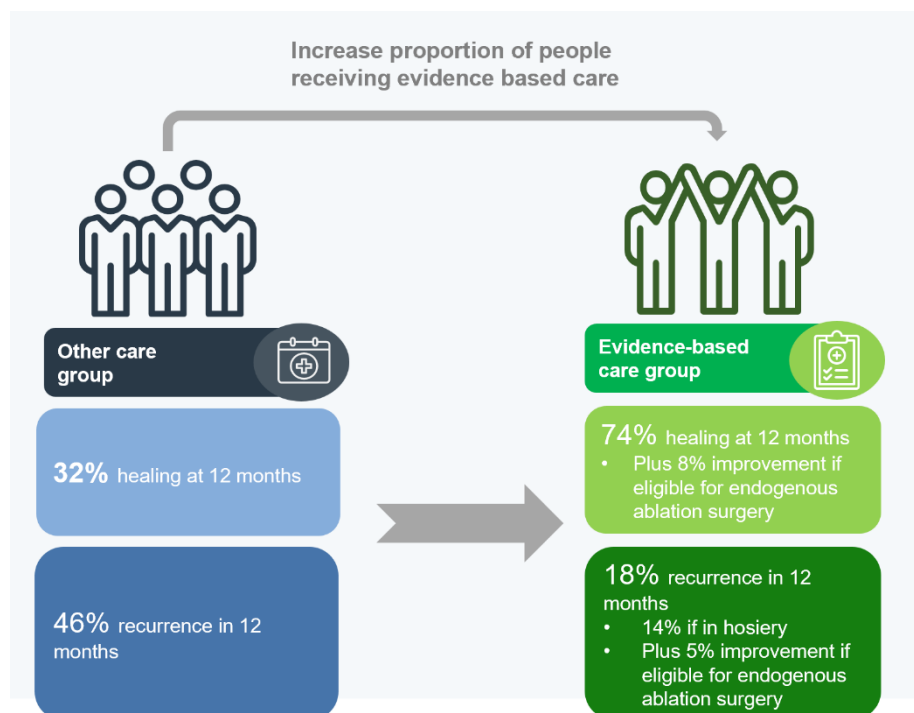 Increase proportion of people
receiving evidence based care
Other care
group
32% healing at 12 months
46% recurrence in 12
months
Evidence-based
care group
74% healing at 12 months
• Plus 8% improvement if
eligible for endogenous
ablation surgery
18% recurrence in 12
months
• 14% if in hosiery
• Plus 5% improvement if
eligible for endogenous
ablation surgery